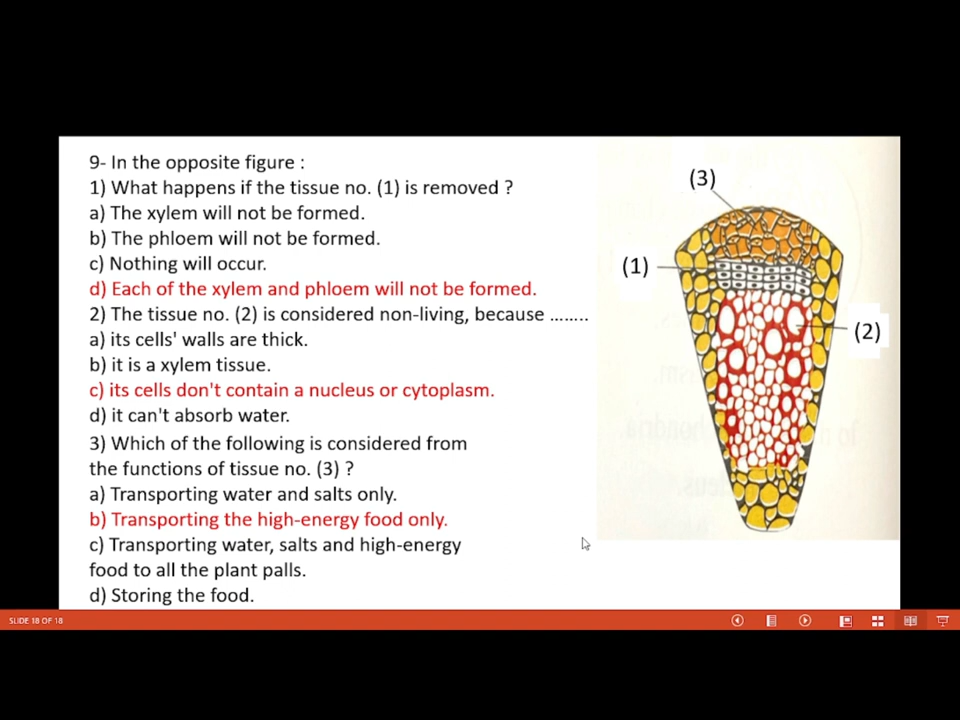 9- In the opposite figure :
1) What happens if the tissue no. (1) is removed ?
a) The xylem will not be formed.
b) The phloem will not be formed.
c) Nothing will occur.
d) Each of the xylem and phloem will not be formed.
2) The tissue no. (2) is considered non-living, because ........
a) its cells' walls are thick.
b) it is a xylem tissue.
c) its cells don't contain a nucleus or cytoplasm.
d) it can't absorb water.
3) Which of the following is considered from
the functions of tissue no. (3) ?
a) Transporting water and salts only.
b) Transporting the high-energy food only.
c) Transporting water, salts and high-energy
food to all the plant palls.
d) Storing the food.
(3)
(1)
(2)
SLIDE 18 OF 18